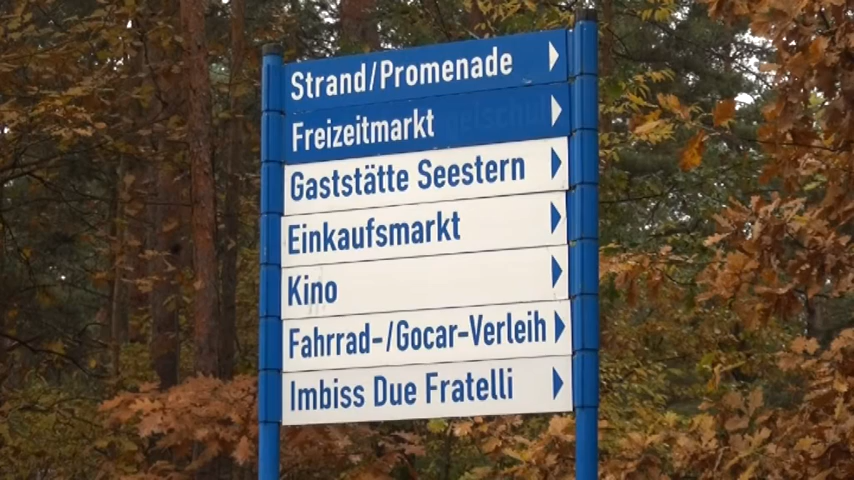 Strand/Promenade
Freizeitmarkt
Gaststätte Seestern
Einkaufsmarkt
Kino
Fahrrad-/Gocar-Verleih
Imbiss Due Fratelli